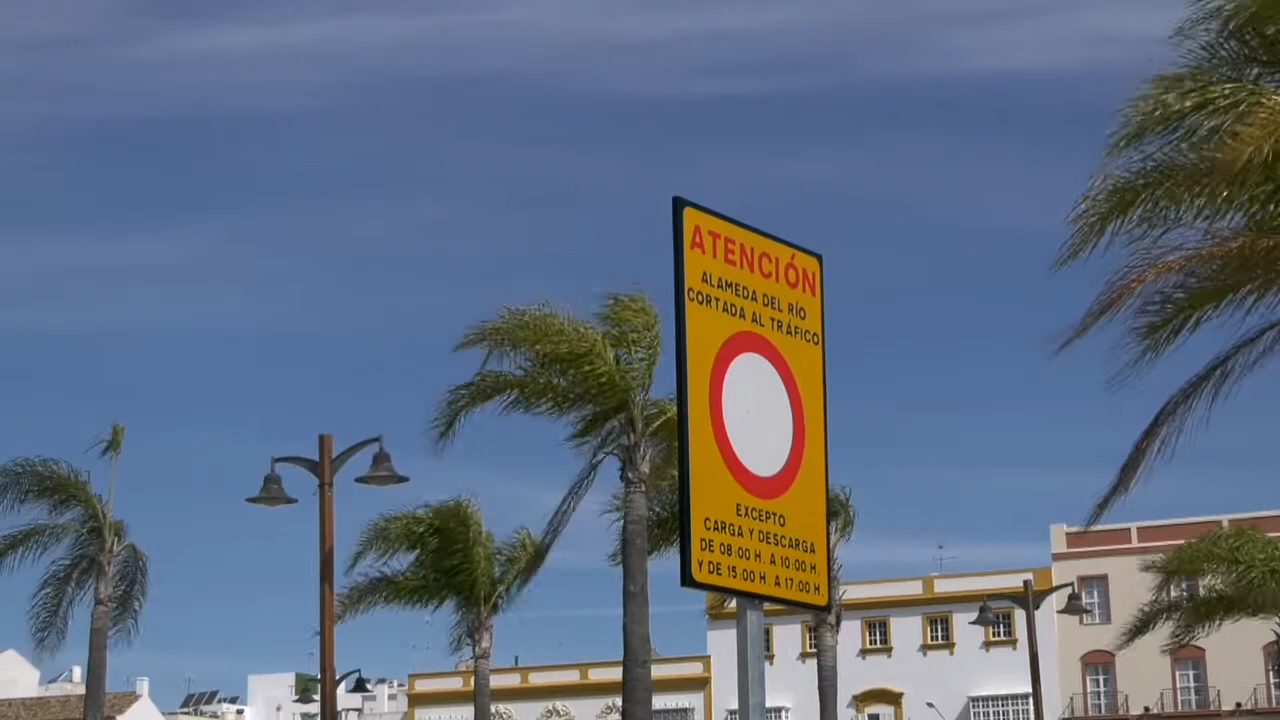 ATENCIÓN
ALAMEDA DEL RÍO
CORTADA AL TRÁFICO
EXCEPTO
CARGA Y DESCARGA
DE 08:00 H. A 10:00 H.
Y DE 15:00 H. A 17:00 H.